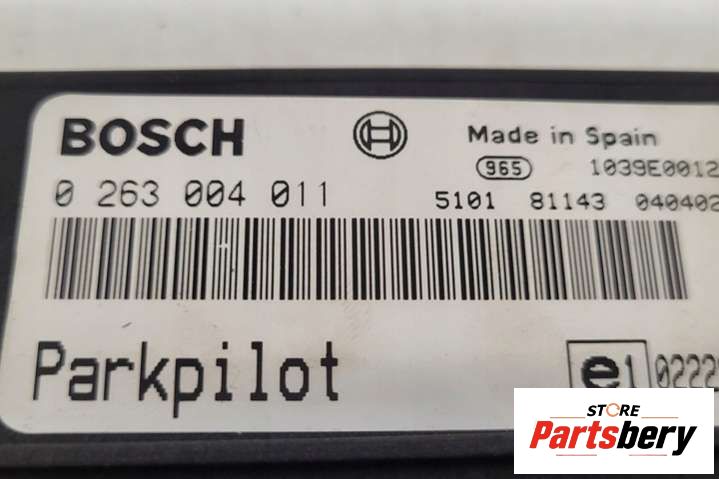 BOSCH
Made in Spain
965 1039E0012
0 263 004 011
5101 81143 040402
Parkpilot
e1
STORE
Partsbery